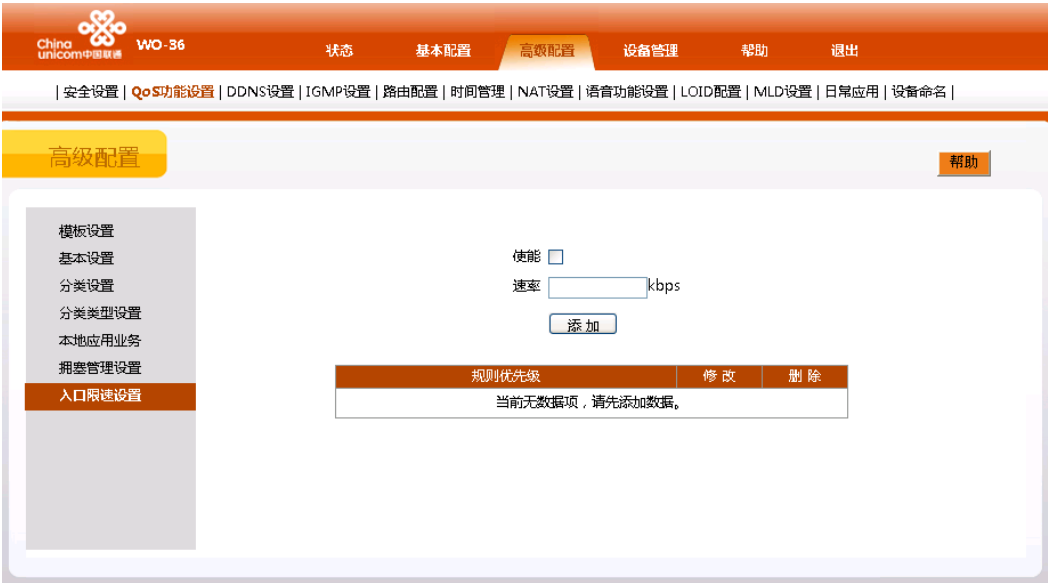 China
unicom中国联通
WO-36
状态 基本配置 高级配置 设备管理 帮助 退出
| 安全设置 | QoS功能设置 | DDNS设置 | IGMP设置 | 路由配置 | 时间管理 | NAT设置 | 语音功能设置 | LOID配置 | MLD设置 | 日常应用 | 设备命名 |
高级配置
帮助
模板设置
基本设置
分类设置
分类类型设置
本地应用业务
拥塞管理设置
入口限速设置
使能
速率 kbps
添加
规则优先级 修改 删除
当前无数据项，请先添加数据。